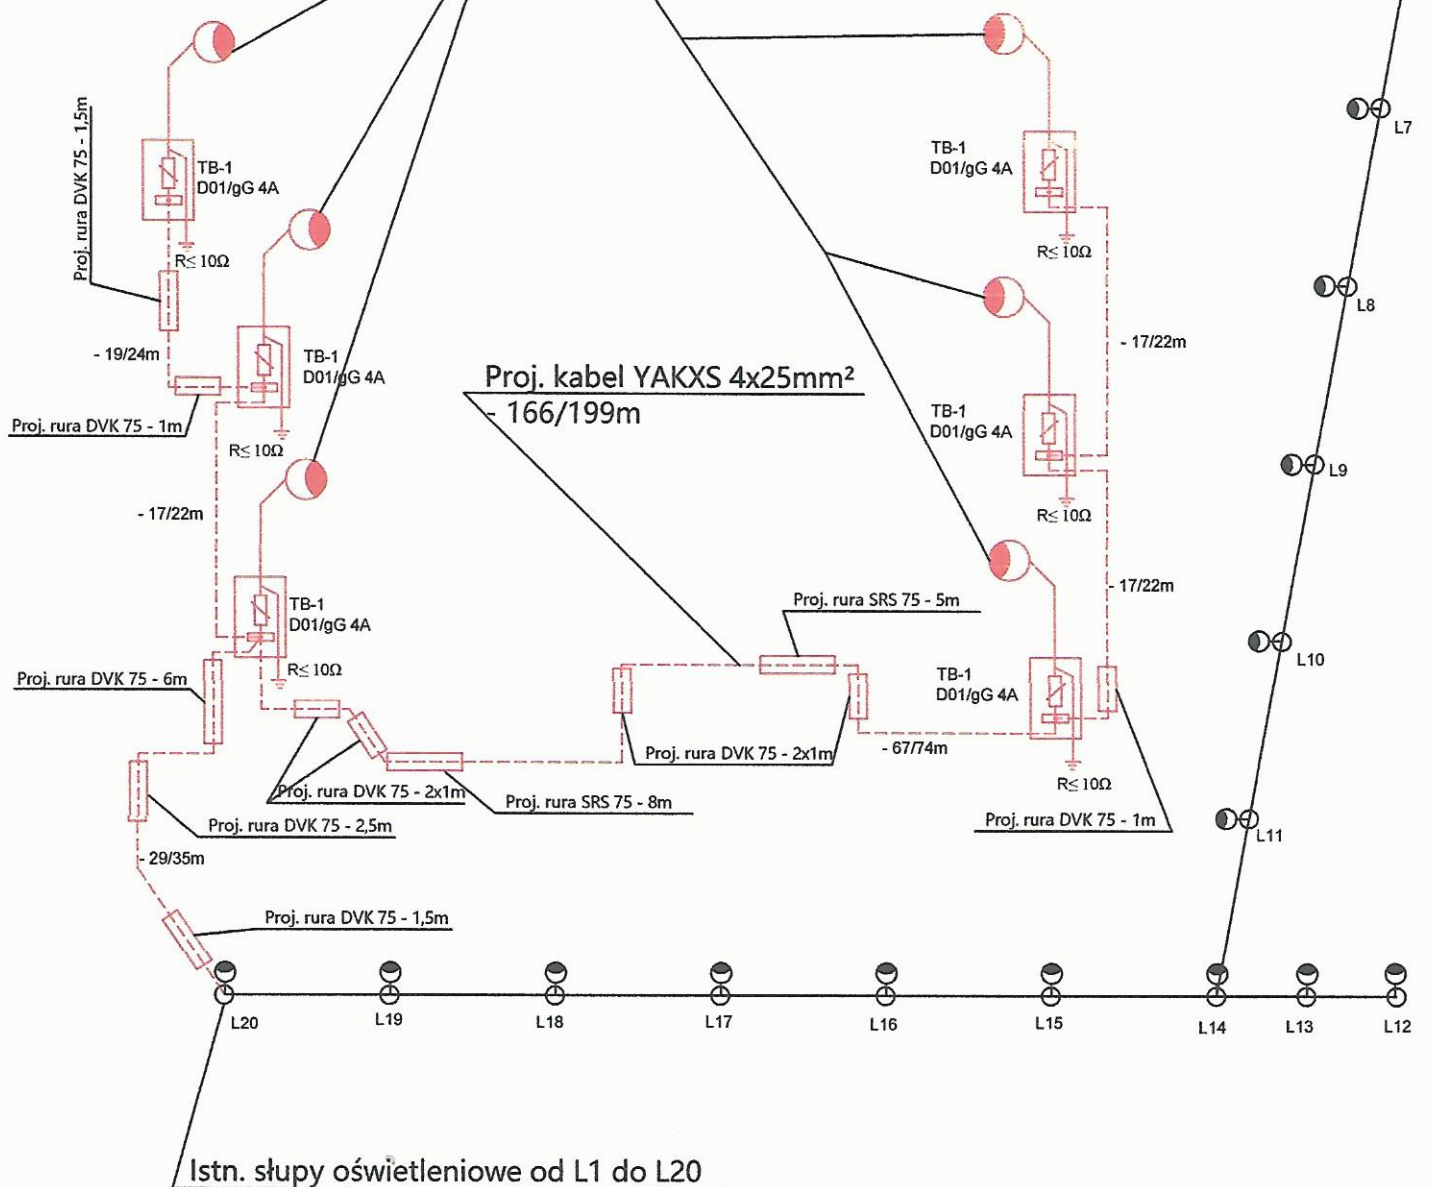 Proj. rura DVK 75 - 1,5m
TB-1
D01/gG 4A
R≤ 10Ω
- 19/24m
TB-1
D01/gG 4A
Proj. rura DVK 75 - 1m
R≤ 10Ω
- 17/22m
TB-1
D01/gG 4A
R≤ 10Ω
Proj. rura DVK 75 - 6m
Proj. rura DVK 75 - 2x1m
Proj. rura SRS 75 - 8m
Proj. rura DVK 75 - 2,5m
- 29/35m
Proj. rura DVK 75 - 1,5m
Proj. kabel YAKXS 4x25mm²
- 166/199m
Proj. rura SRS 75 - 5m
Proj. rura DVK 75 - 2x1m
- 67/74m
TB-1
D01/gG 4A
R≤ 10Ω
- 17/22m
TB-1
D01/gG 4A
R≤ 10Ω
- 17/22m
TB-1
D01/gG 4A
R≤ 10Ω
Proj. rura DVK 75 - 1m
L7
L8
L9
L10
L11
L20
L19
L18
L17
L16
L15
L14
L13
L12
Istn. słupy oświetleniowe od L1 do L20